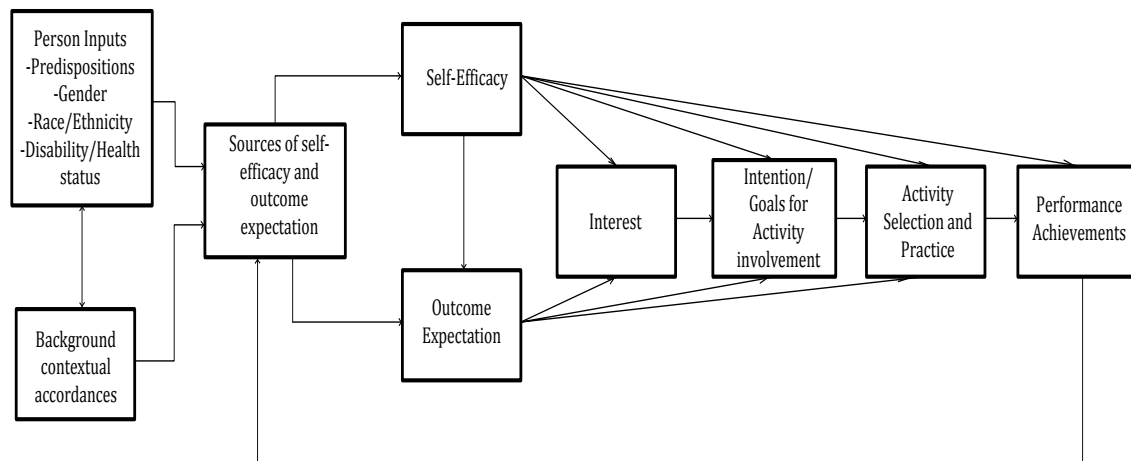 Person Inputs
-Predispositions
-Gender
-Race/Ethnicity
-Disability/Health
status
Background
contextual
accordances
Sources of self-
efficacy and
outcome
expectation
Self-Efficacy
Outcome
Expectation
Interest
Intention/
Goals for
Activity
involvement
Activity
Selection and
Practice
Performance
Achievements